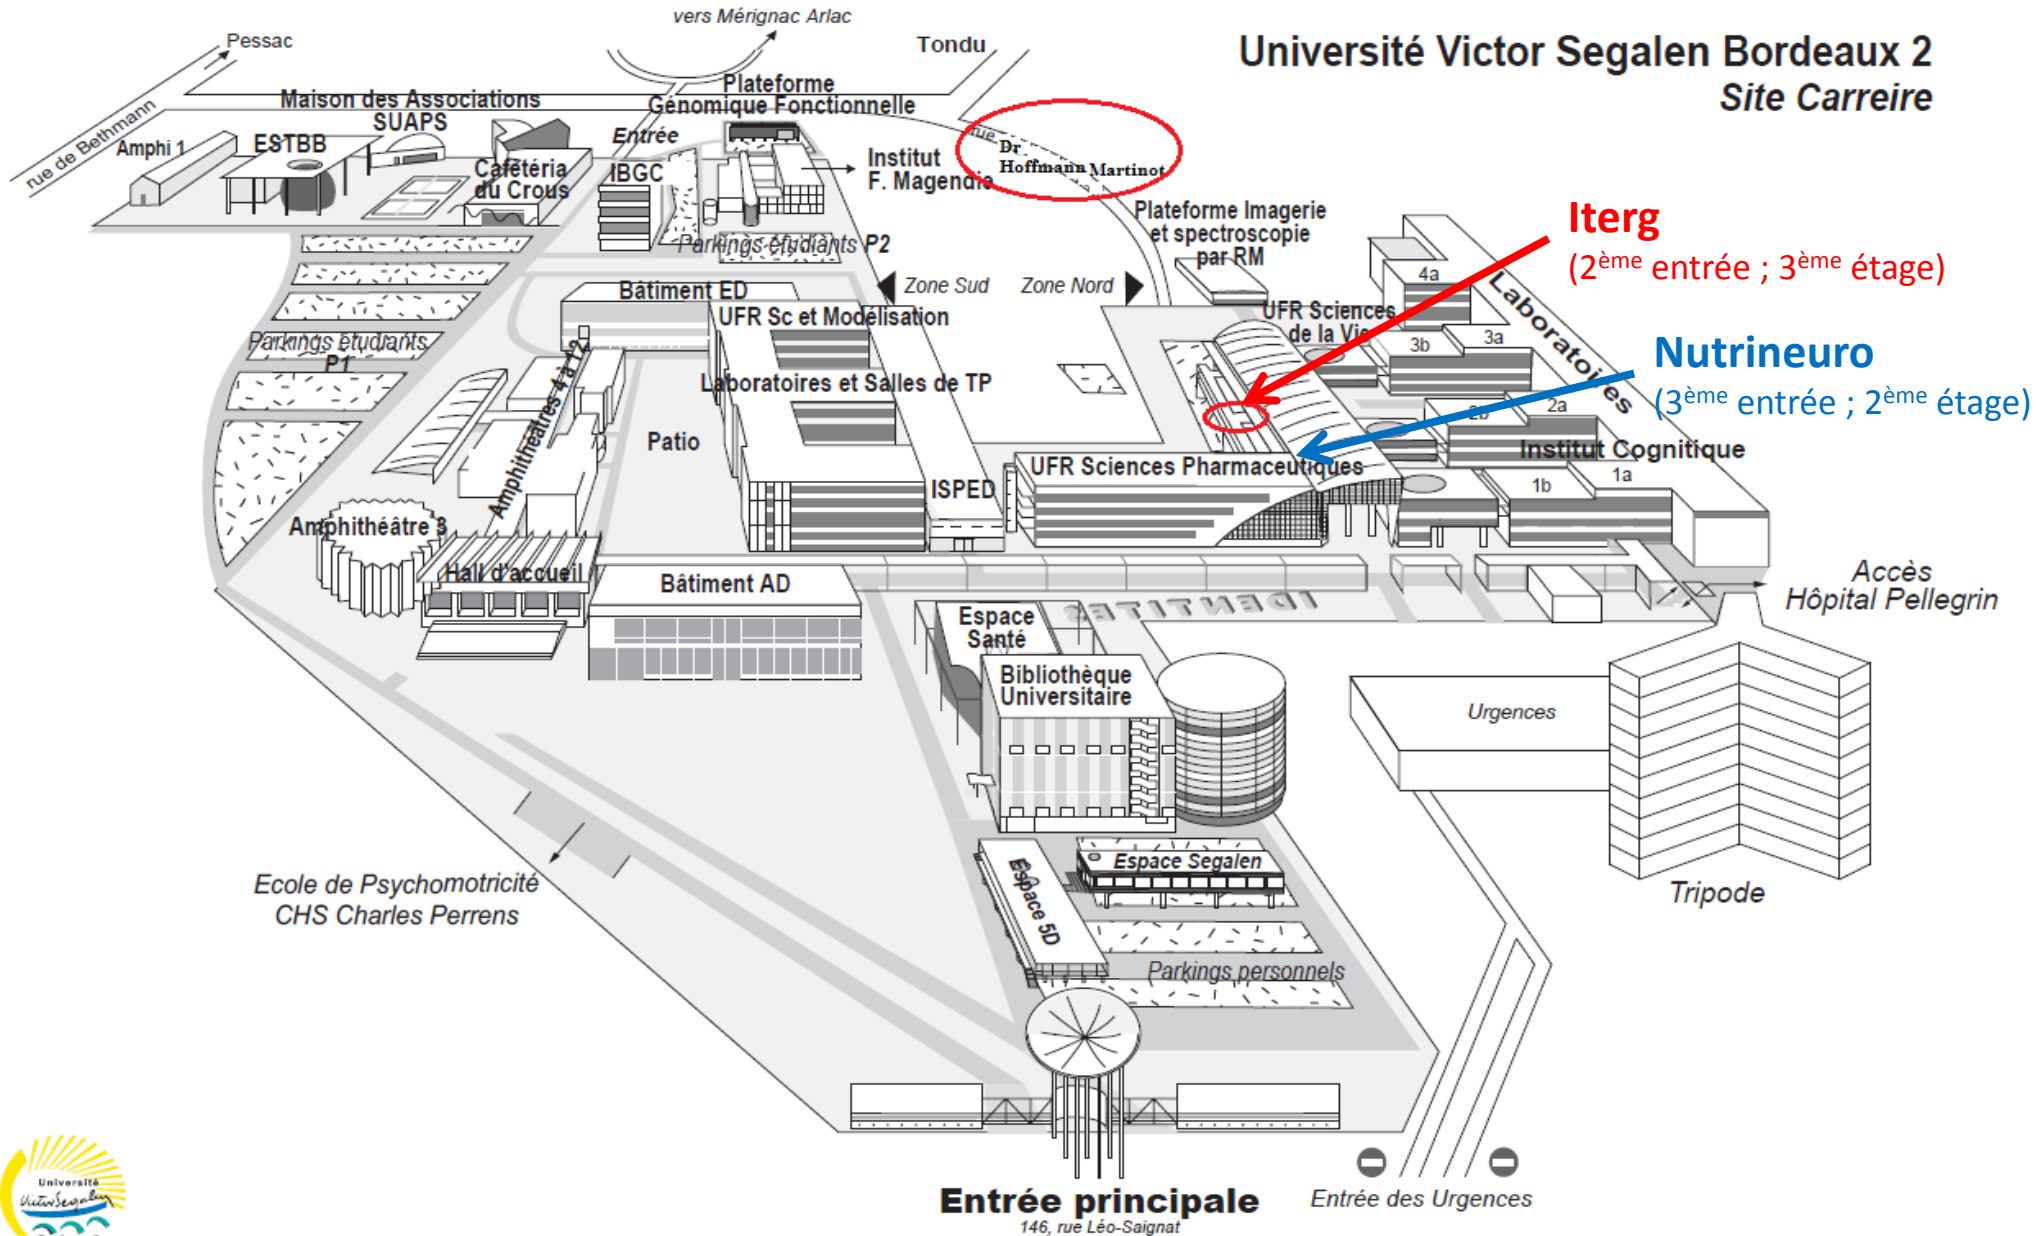 vers Mérignac Arlac
Pessac
Tondu
Université Victor Segalen Bordeaux 2
Site Carreire
rue de Bethmann
Maison des Associations
SUAPS
Plateforme
Génomique Fonctionnelle
Amphi 1
ESTBB
Entrée
rue
Dr
Hoffmann Martinot
Cafétéria
du Crous
IBGC
Institut
F. Magendie
Plateforme Imagerie
et spectroscopie
par RM
Iterg
(2ème entrée ; 3ème étage)
Parkings étudiants P2
Zone Sud
Zone Nord
4a
Laboratoires
Bâtiment ED
UFR Sc et Modélisation
UFR Sciences
de la Vie
3b
3a
Nutrineuro
(3ème entrée ; 2ème étage)
Parkings étudiants
P1
Amphithéâtres 4 à 12
Laboratoires et Salles de TP
2b
2a
Patio
Institut Cognitique
UFR Sciences Pharmaceutiques
1b
1a
ISPED
Amphithéâtre 3
Hall d'accueil
Bâtiment AD
Accès
Hôpital Pellegrin
IDENTITES
Espace
Santé
Bibliothèque
Universitaire
Urgences
Espace Segalen
Espace 5D
Tripode
Ecole de Psychomotricité
CHS Charles Perrens
Parkings personnels
Université
Victor Segalen
Entrée principale
146, rue Léo-Saignat
Entrée des Urgences